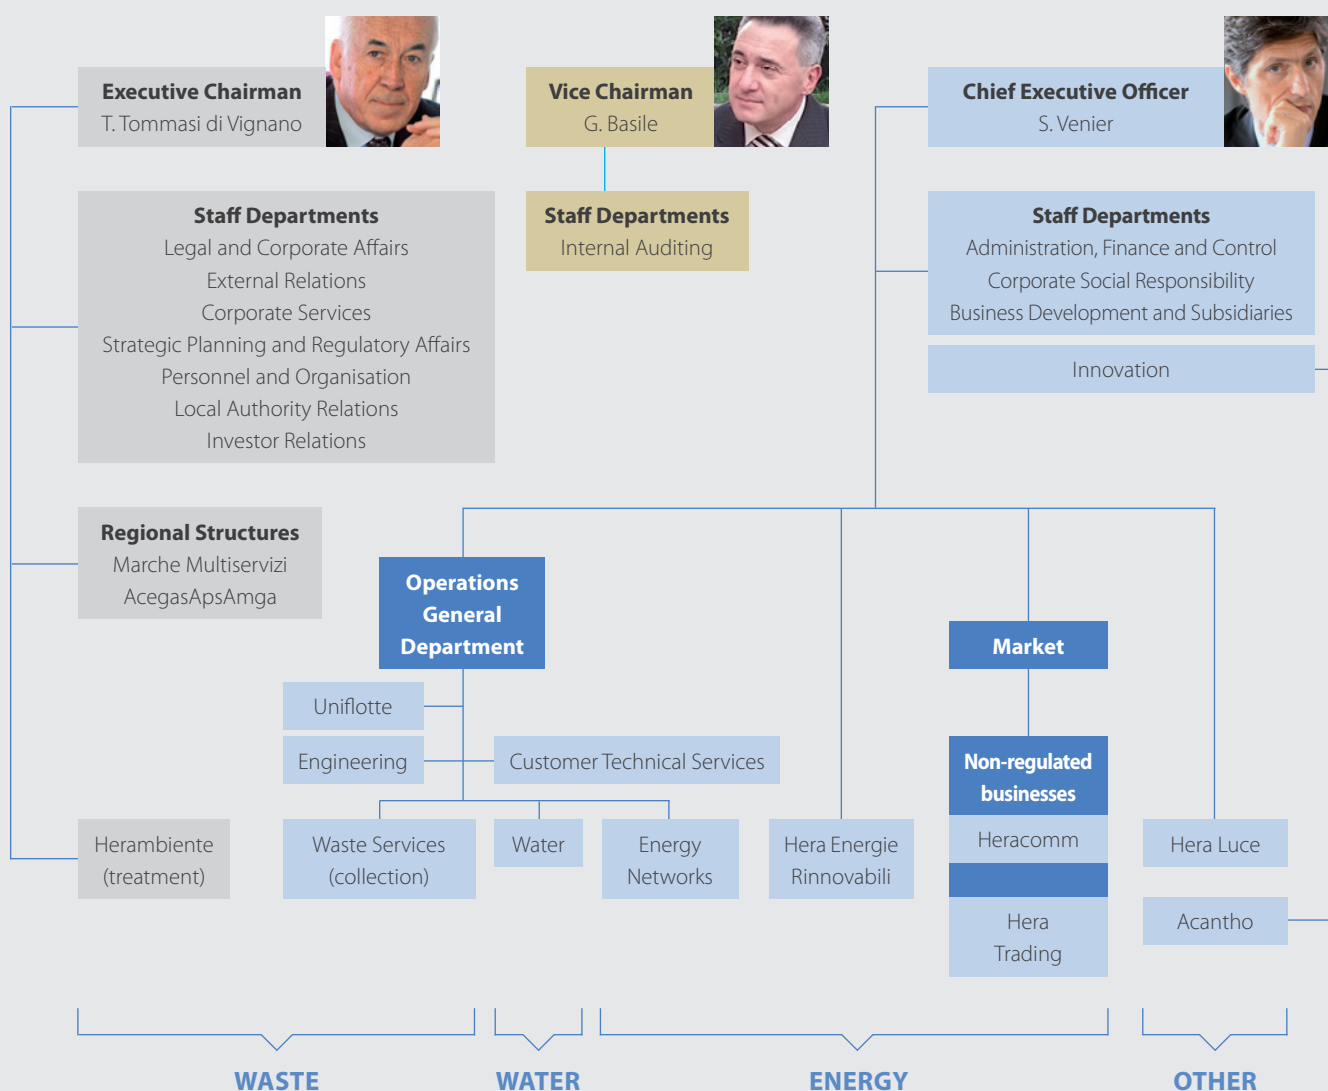 Executive Chairman
T. Tommasi di Vignano
Vice Chairman
G. Basile
Chief Executive Officer
S. Venier
Staff Departments
Legal and Corporate Affairs
External Relations
Corporate Services
Strategic Planning and Regulatory Affairs
Personnel and Organisation
Local Authority Relations
Investor Relations
Staff Departments
Internal Auditing
Staff Departments
Administration, Finance and Control
Corporate Social Responsibility
Business Development and Subsidiaries
Innovation
Regional Structures
Marche Multiservizi
AcegasApsAmga
Operations
General
Department
Market
Uniflotte
Engineering
Customer Technical Services
Non-regulated
businesses
Herambiente
(treatment)
Waste Services
(collection)
Water
Energy
Networks
Hera Energie
Rinnovabili
Heracomm
Hera
Trading
Hera Luce
Acantho
WASTE
WATER
ENERGY
OTHER